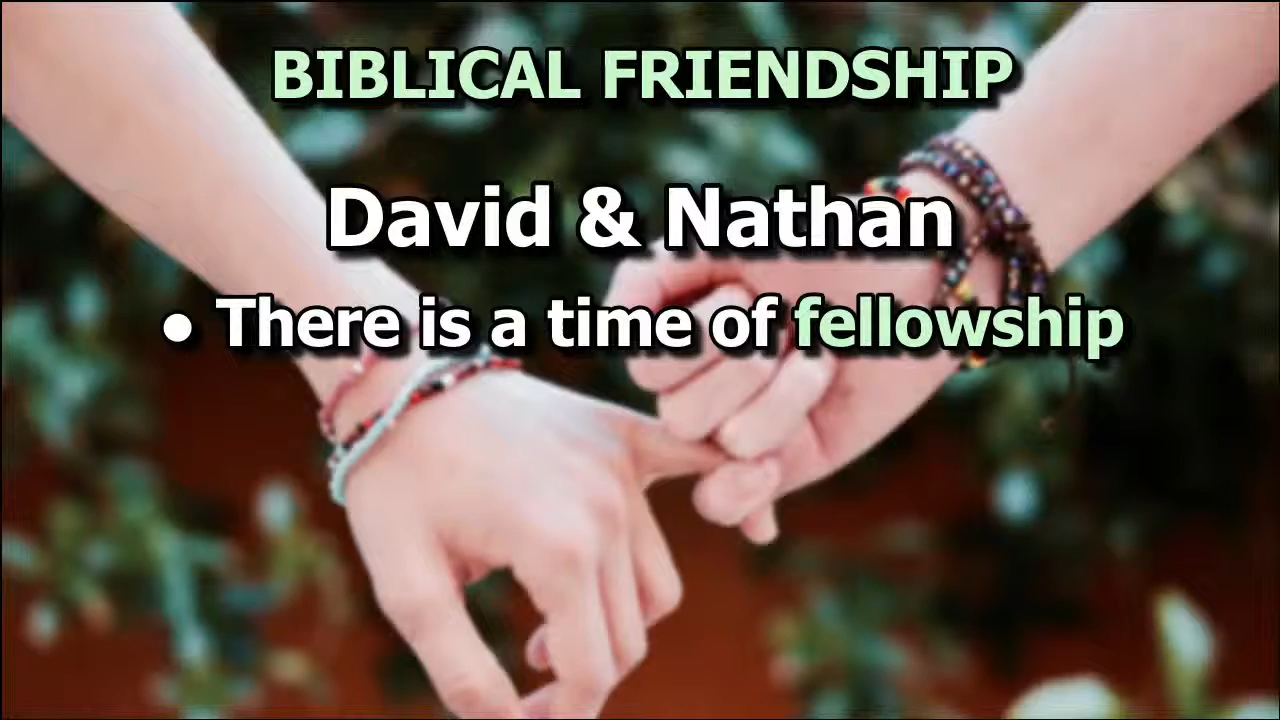 BIBLICAL FRIENDSHIP
David & Nathan
• There is a time of fellowship